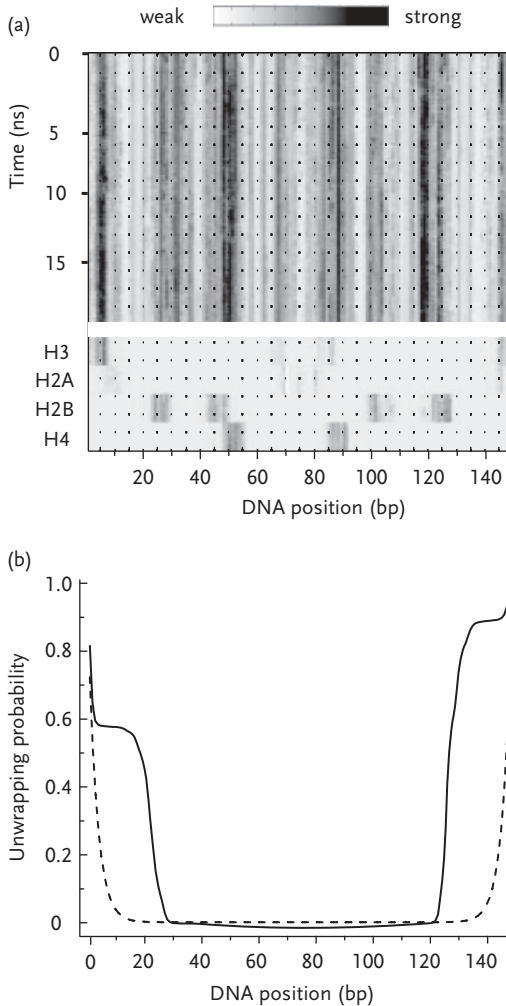 (a)
weak strong
0
5
10
15
Time (ns)
H3
H2A
H2B
H4
20 40 60 80 100 120 140
DNA position (bp)
(b)
1.0
0.8
0.6
0.4
0.2
0
Unwrapping probability
0 20 40 60 80 100 120 140
DNA position (bp)